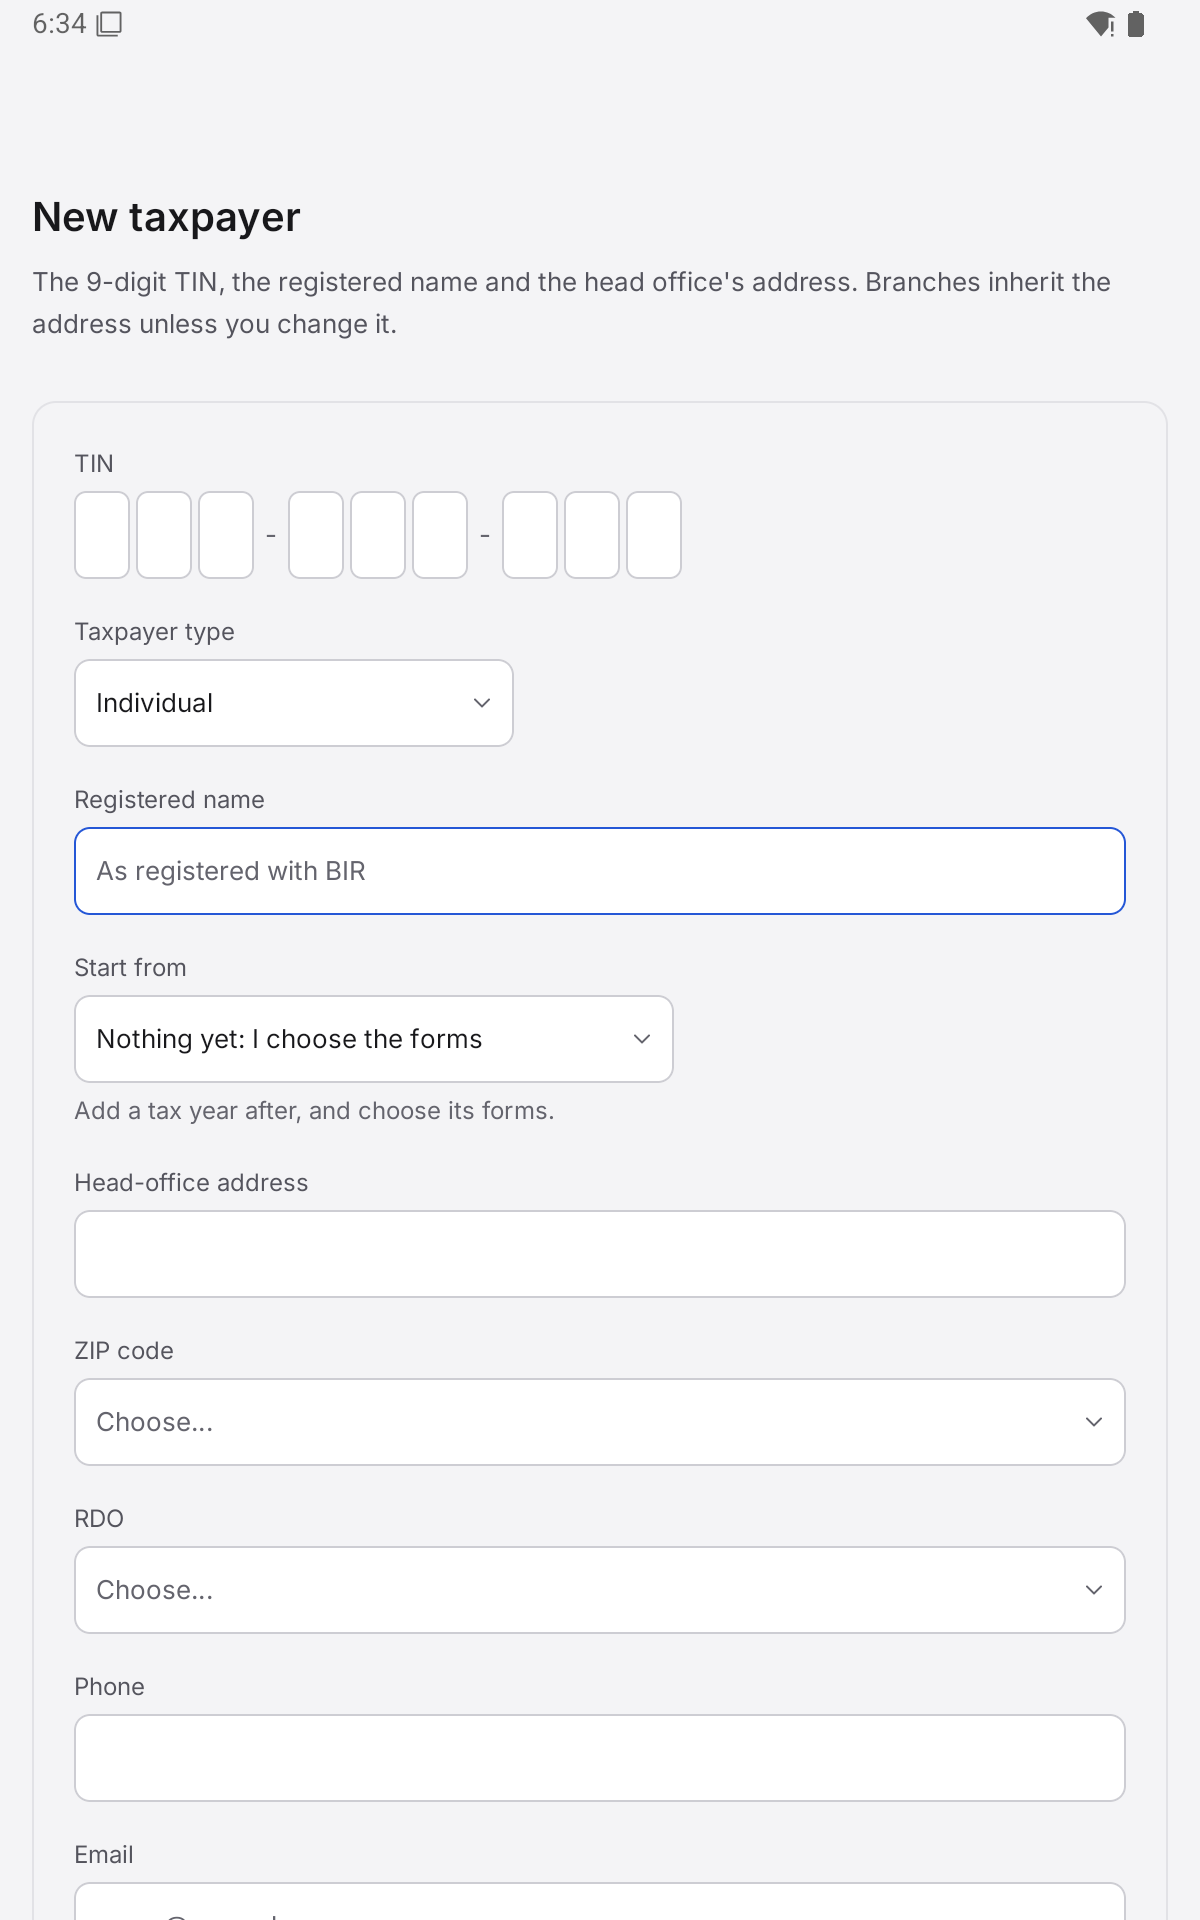 6:34
New taxpayer
The 9-digit TIN, the registered name and the head office's address. Branches inherit the
address unless you change it.
TIN
- -
Taxpayer type
Individual
Registered name
As registered with BIR
Start from
Nothing yet: I choose the forms
Add a tax year after, and choose its forms.
Head-office address
ZIP code
Choose...
RDO
Choose...
Phone
Email